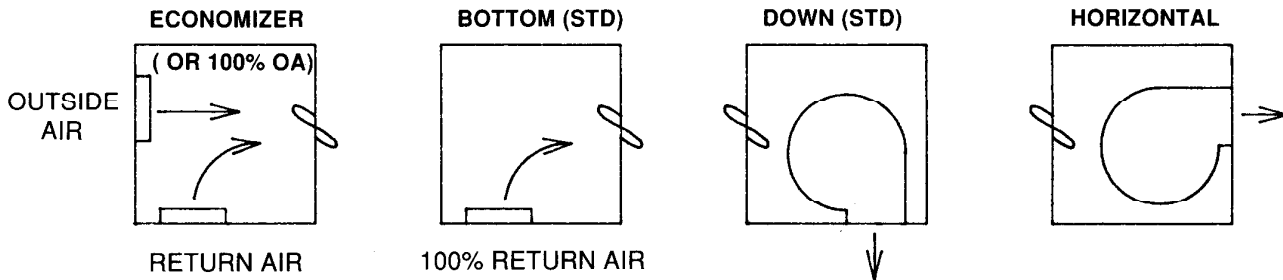 ECONOMIZER
( OR 100% OA)
OUTSIDE
AIR
RETURN AIR
BOTTOM (STD)
100% RETURN AIR
DOWN (STD)
HORIZONTAL